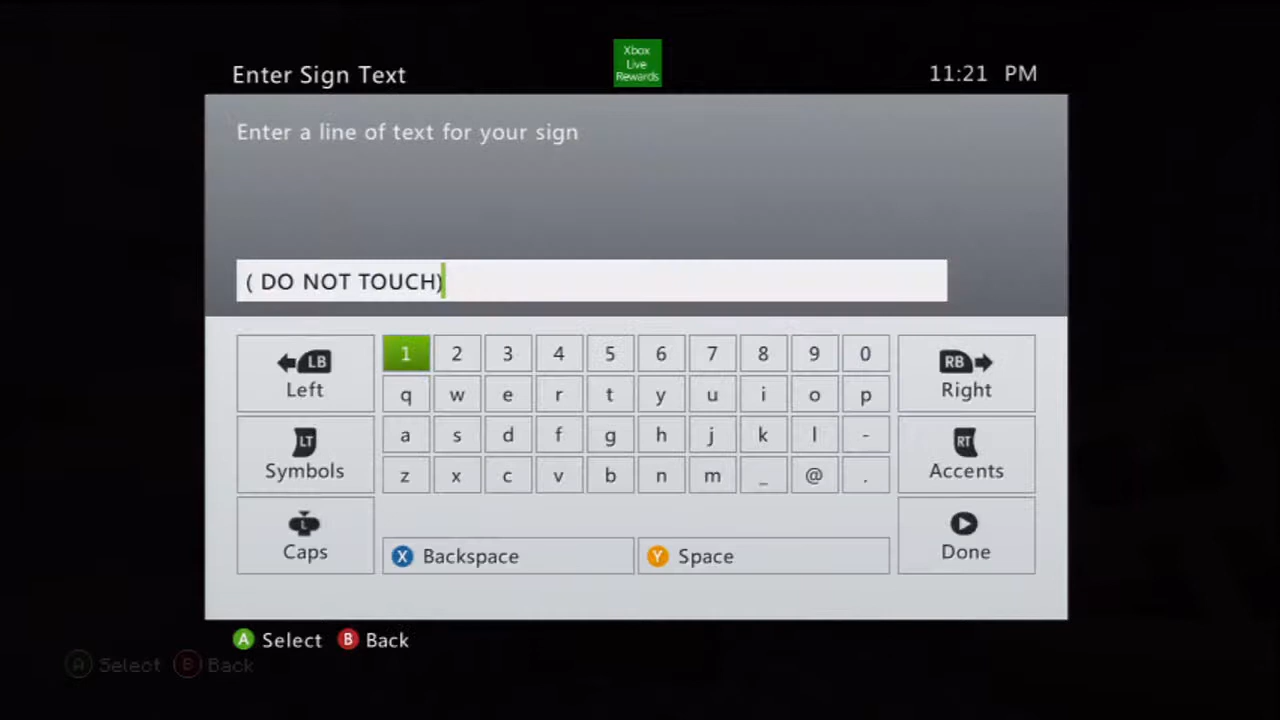 Xbox
Live
Rewards
Enter Sign Text
11:21 PM
Enter a line of text for your sign
( DO NOT TOUCH)
LB
Left
1 2 3 4 5 6 7 8 9 0
RB
Right
q w e r t y u i o p
LT
Symbols
a s d f g h j k l -
RT
Accents
z x c v b n m _ @ .
L
Caps
X Backspace
Y Space
Done
A Select B Back
A Select B Back